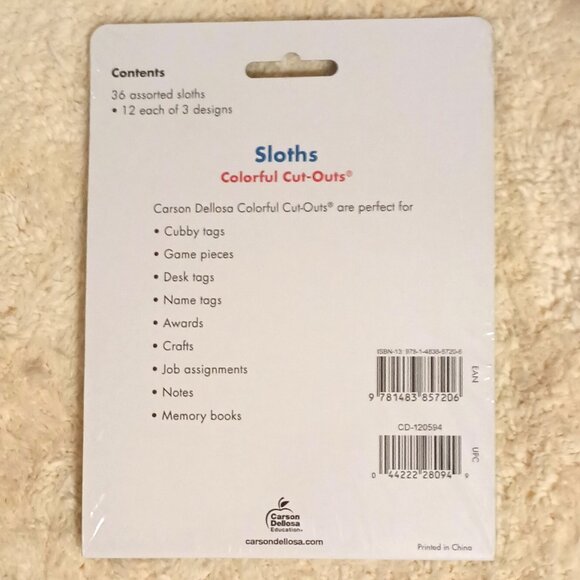 Contents
36 assorted sloths
• 12 each of 3 designs
Sloths
Colorful Cut-Outs®
Carson Dellosa Colorful Cut-Outs® are perfect for
• Cubby tags
• Game pieces
• Desk tags
• Name tags
• Awards
• Crafts
• Job assignments
• Notes
• Memory books
ISBN-13: 978-1-4838-5720-6
EAN
9 781483 857206
CD-120594
UPC
0 44222 28094 9
Carson
Dellosa
Education
carsondellosa.com
Printed in China